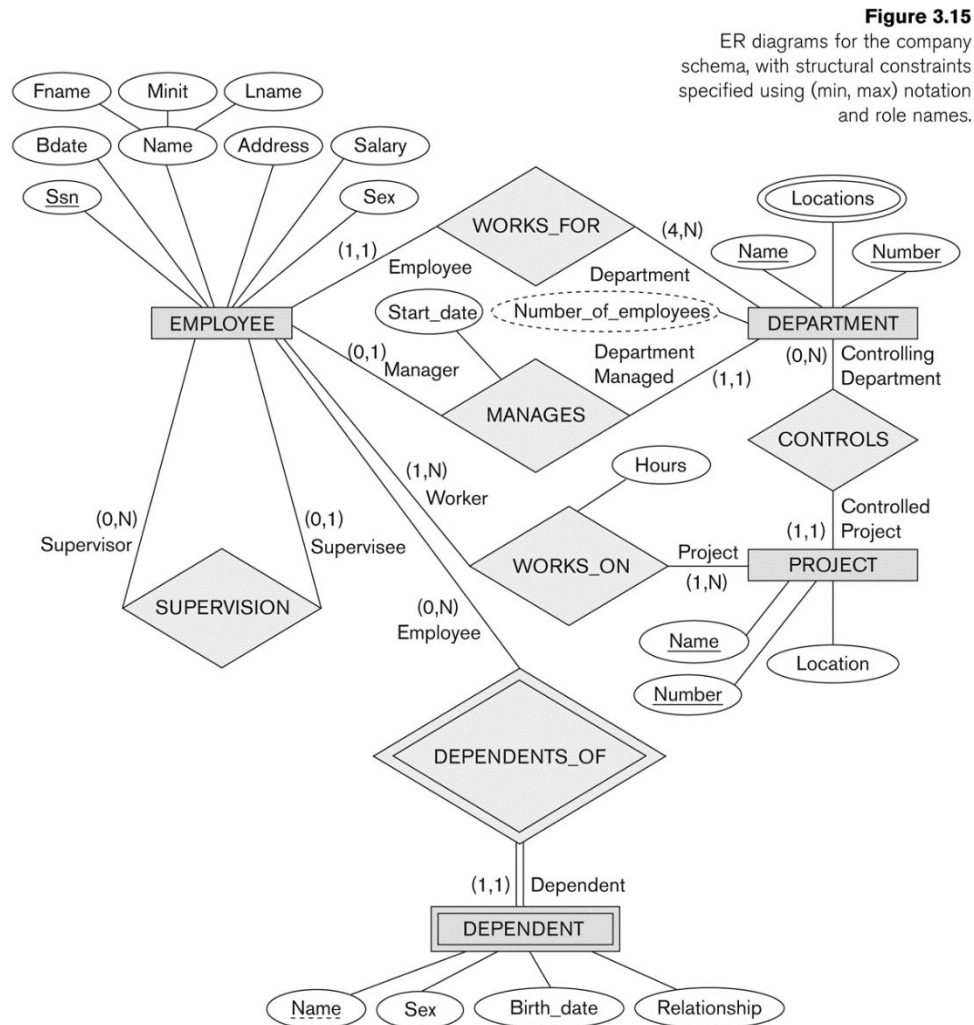 Figure 3.15
ER diagrams for the company
schema, with structural constraints
specified using (min, max) notation
and role names.
Fname
Minit
Lname
Bdate
Name
Address
Salary
Ssn
Sex
WORKS_FOR
(1,1)
Employee
(4,N)
Department
Locations
Name
Number
Start_date
Number_of_employees
EMPLOYEE
DEPARTMENT
(0,1)
Manager
Department
Managed
(1,1)
MANAGES
(0,N)
Controlling
Department
CONTROLS
Hours
(1,N)
Worker
(0,N)
Supervisor
(0,1)
Supervisee
SUPERVISION
WORKS_ON
Project
(1,N)
Controlled
Project
(1,1)
PROJECT
Name
Number
Location
(0,N)
Employee
DEPENDENTS_OF
(1,1)
Dependent
DEPENDENT
Name
Sex
Birth_date
Relationship